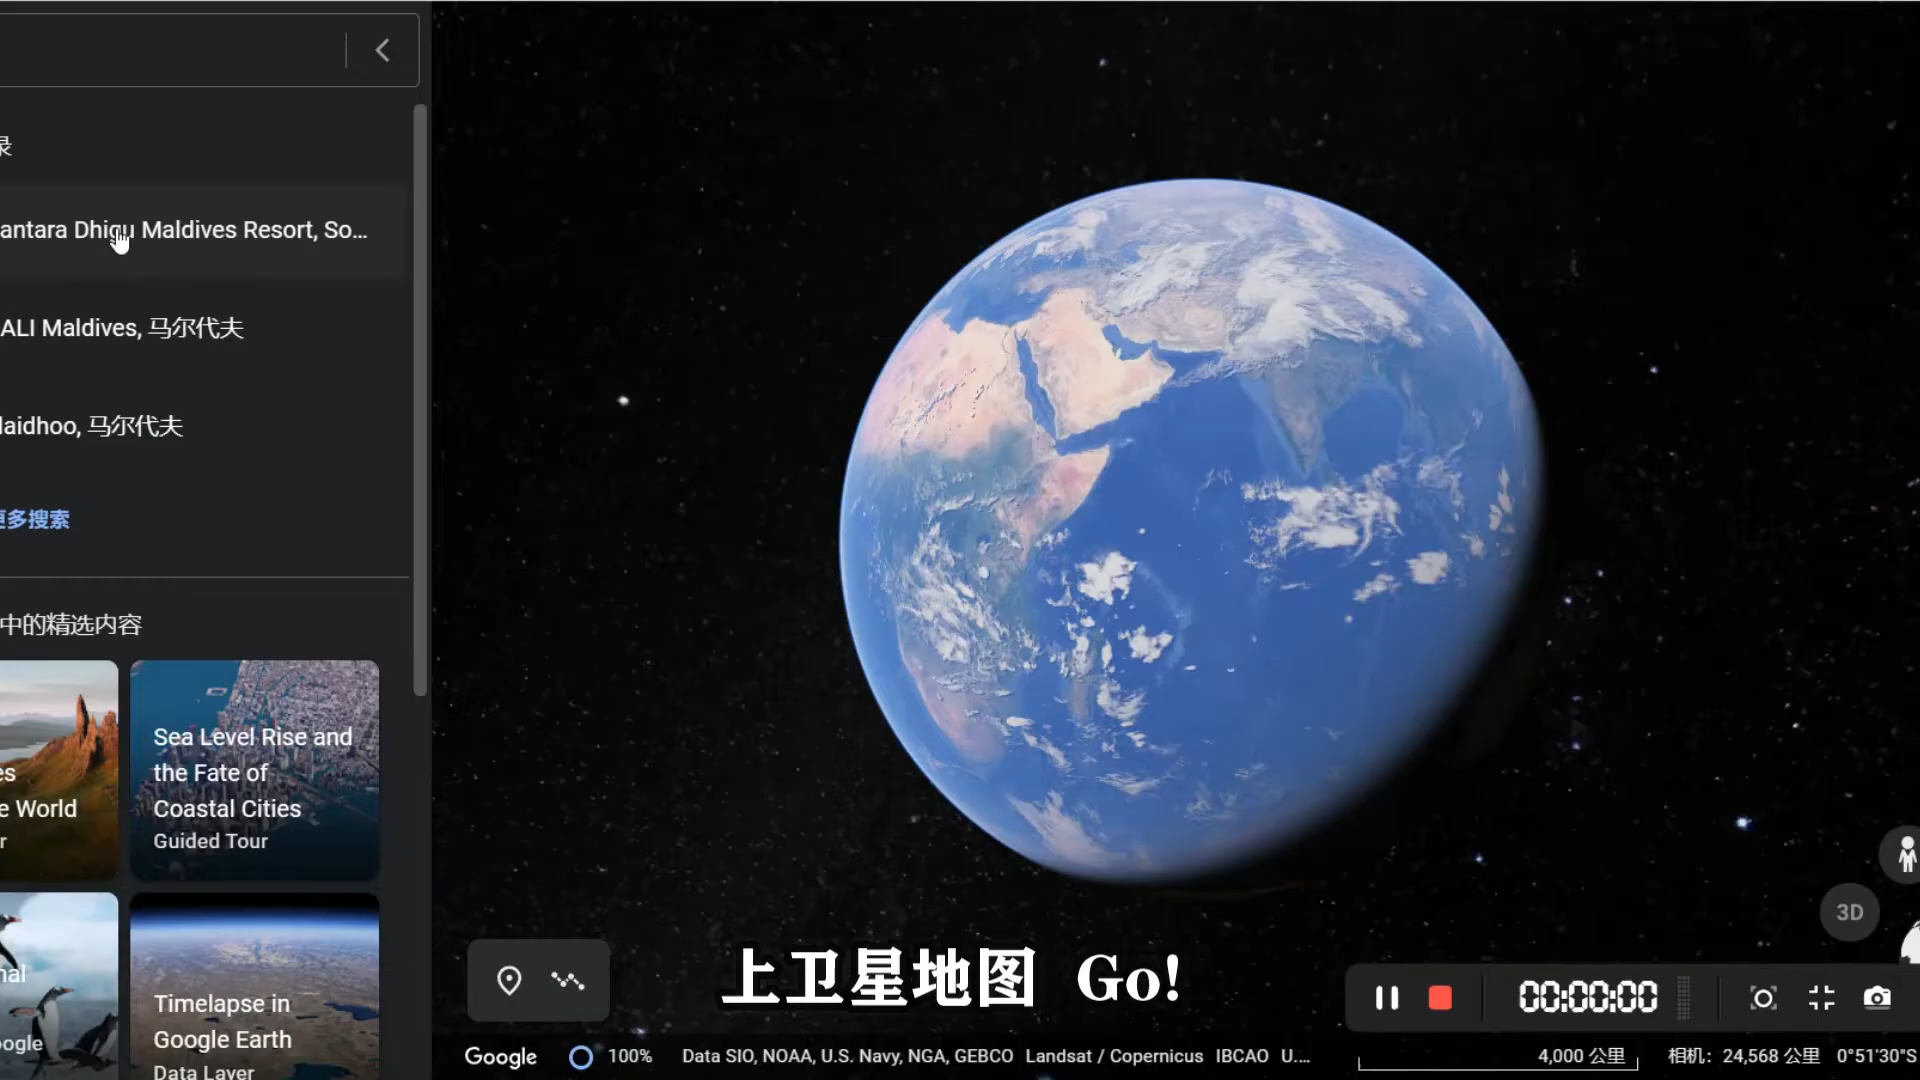 录
antara Dhigu Maldives Resort, So...
ALI Maldives, 马尔代夫
laidhoo, 马尔代夫
更多搜索
中的精选内容
es
e World
r
Sea Level Rise and
the Fate of
Coastal Cities
Guided Tour
nal
ogle
Timelapse in
Google Earth
Data Layer
3D
上卫星地图 Go!
00:00:00
Google
100%
Data SIO, NOAA, U.S. Navy, NGA, GEBCO Landsat / Copernicus IBCAO U....
4,000 公里
相机: 24,568 公里 0°51'30"S